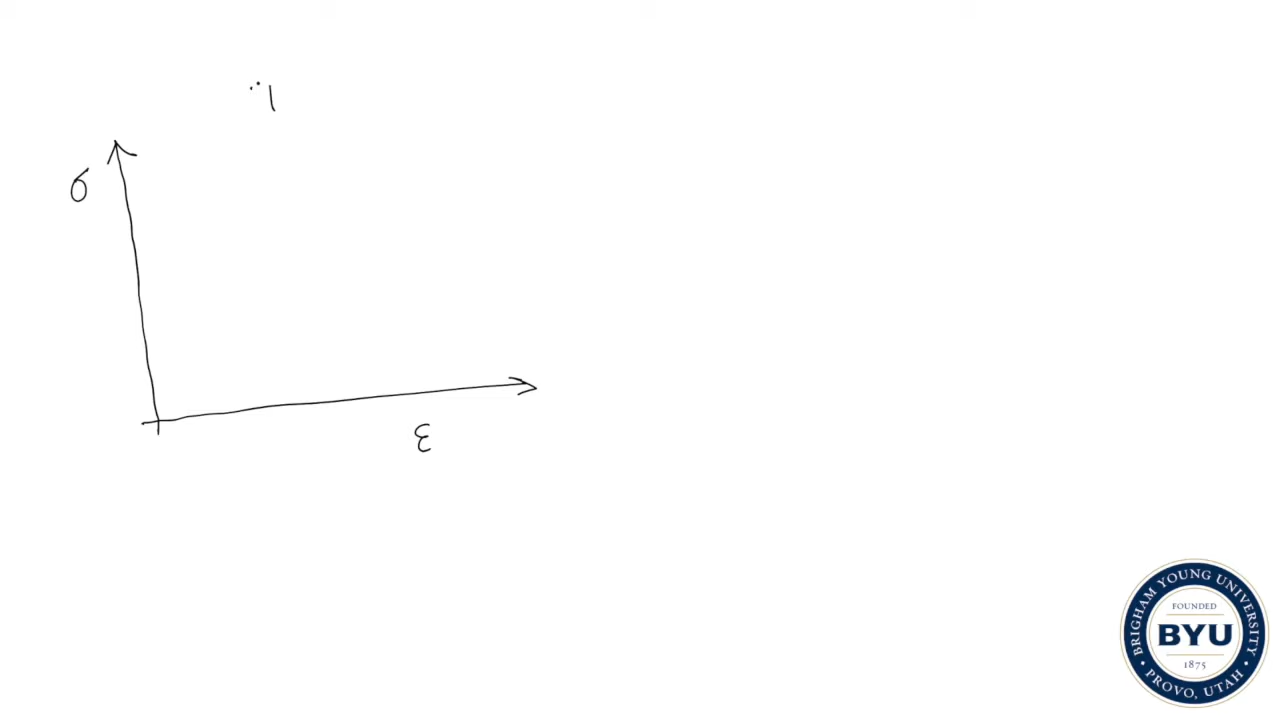 σ
ε
BRIGHAM YOUNG UNIVERSITY
FOUNDED
BYU
1875
PROVO, UTAH